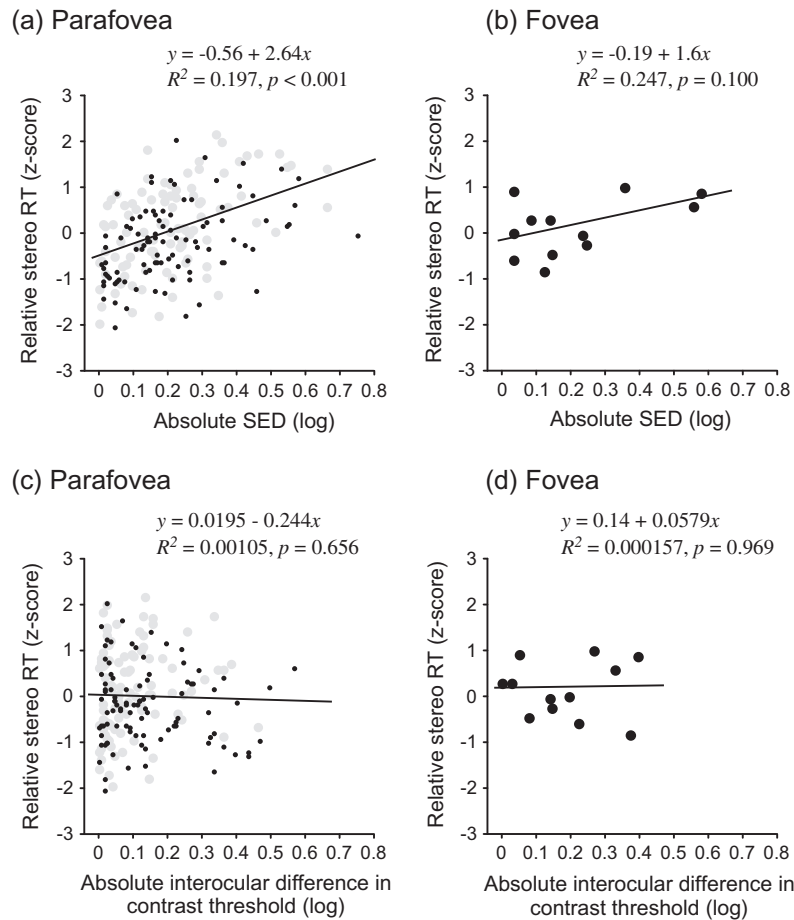 (a) Parafovea
y = -0.56 + 2.64x
R² = 0.197, p < 0.001
Relative stereo RT (z-score)
3
2
1
0
-1
-2
-3
0 0.1 0.2 0.3 0.4 0.5 0.6 0.7 0.8
Absolute SED (log)
(b) Fovea
y = -0.19 + 1.6x
R² = 0.247, p = 0.100
Relative stereo RT (z-score)
3
2
1
0
-1
-2
-3
0 0.1 0.2 0.3 0.4 0.5 0.6 0.7 0.8
Absolute SED (log)
(c) Parafovea
y = 0.0195 - 0.244x
R² = 0.00105, p = 0.656
Relative stereo RT (z-score)
3
2
1
0
-1
-2
-3
0 0.1 0.2 0.3 0.4 0.5 0.6 0.7 0.8
Absolute interocular difference in
contrast threshold (log)
(d) Fovea
y = 0.14 + 0.0579x
R² = 0.000157, p = 0.969
Relative stereo RT (z-score)
3
2
1
0
-1
-2
-3
0 0.1 0.2 0.3 0.4 0.5 0.6 0.7 0.8
Absolute interocular difference in
contrast threshold (log)